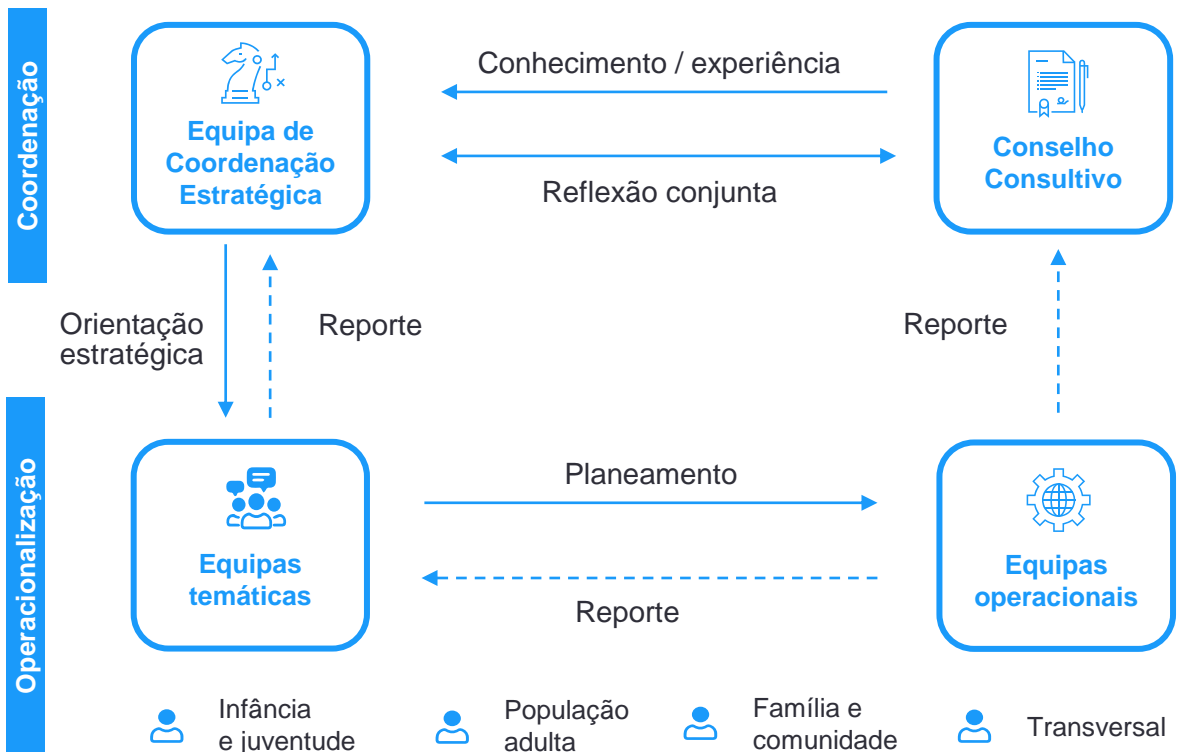 Coordenação
Equipa de
Coordenação
Estratégica
Conhecimento / experiência
Reflexão conjunta
Conselho
Consultivo
Orientação
estratégica
Reporte
Reporte
Operacionalização
Equipas
temáticas
Planeamento
Reporte
Equipas
operacionais
Infância
e juventude
População
adulta
Família e
comunidade
Transversal